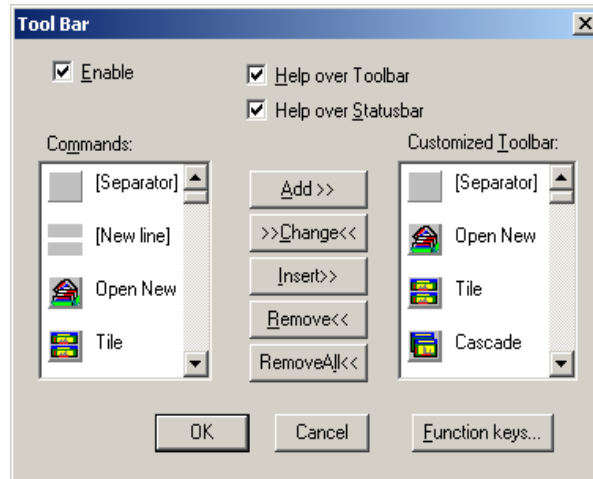 Tool Bar
Enable
Help over Toolbar
Help over Statusbar
Commands:
Customized Toolbar:
[Separator]
[New line]
Open New
Tile
Add >>
>>Change<<
Insert>>
Remove<<
RemoveAll<<
[Separator]
Open New
Tile
Cascade
OK
Cancel
Function keys...